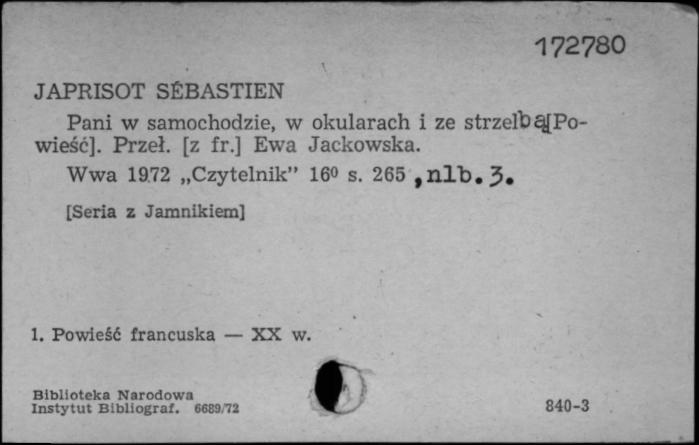 172780
JAPRISOT SÉBASTIEN
Pani w samochodzie, w okularach i ze strzelbą[Po-
wieść]. Przeł. [z fr.] Ewa Jackowska.
Wwa 1972 „Czytelnik” 16⁰ s. 265 , nlb. 3.
[Seria z Jamnikiem]
1. Powieść francuska — XX w.
Biblioteka Narodowa
Instytut Bibliograf. 6689/72
840-3